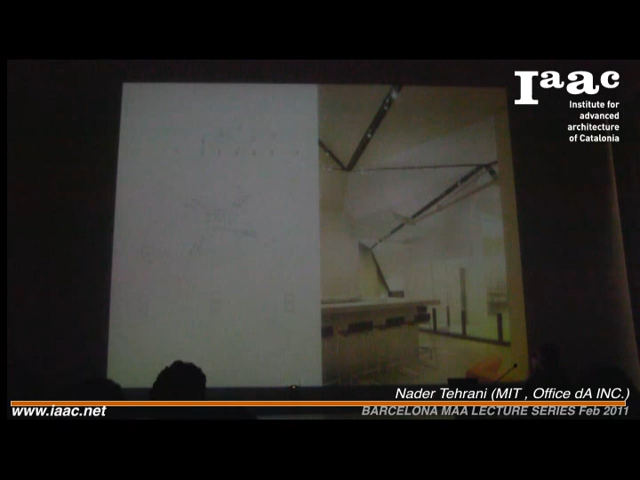 Iaac
Institute for
advanced
architecture
of Catalonia
Nader Tehrani (MIT , Office dA INC.)
www.iaac.net
BARCELONA MAA LECTURE SERIES Feb 2011